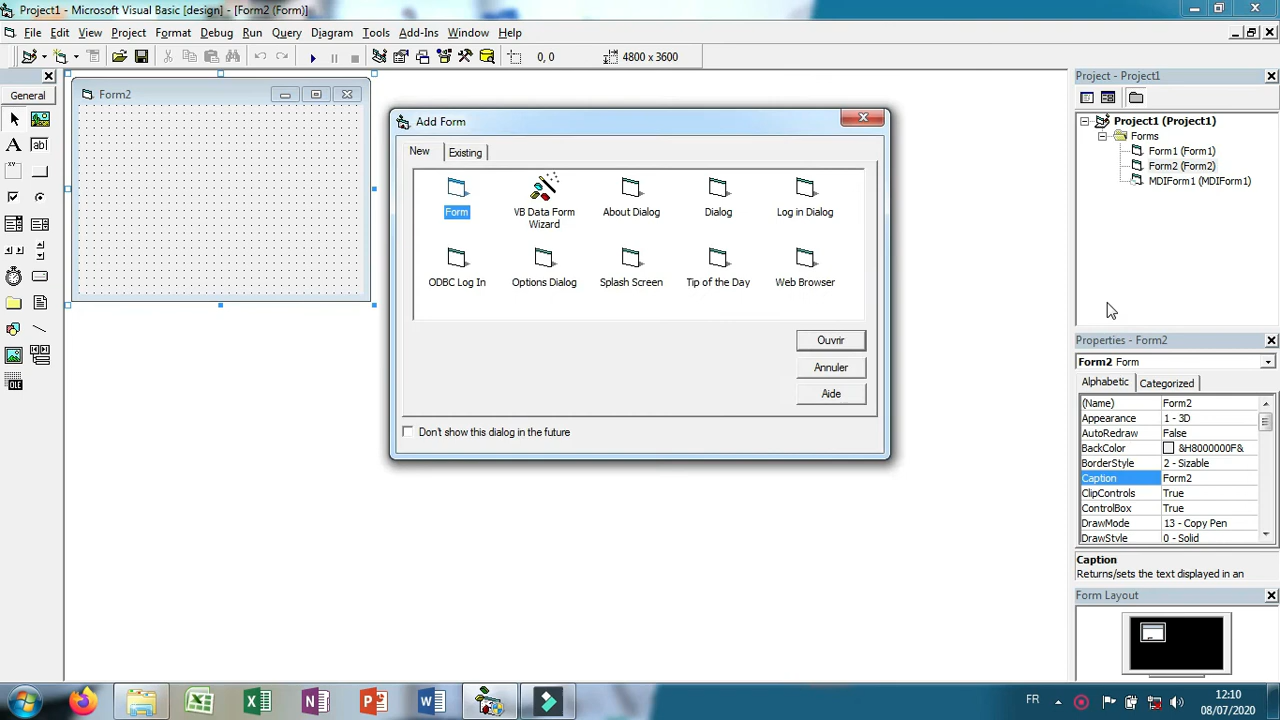 Project1 - Microsoft Visual Basic [design] - [Form2 (Form)]
File Edit View Project Format Debug Run Query Diagram Tools Add-Ins Window Help
0, 0 4800 x 3600
General
Form2
Add Form
New Existing
Form
VB Data Form Wizard
About Dialog
Dialog
Log in Dialog
ODBC Log In
Options Dialog
Splash Screen
Tip of the Day
Web Browser
Ouvrir
Annuler
Aide
Don't show this dialog in the future
Project - Project1
Project1 (Project1)
Forms
Form1 (Form1)
Form2 (Form2)
MDIForm1 (MDIForm1)
Properties - Form2
Form2 Form
Alphabetic Categorized
(Name) Form2
Appearance 1 - 3D
AutoRedraw False
BackColor &H8000000F&
BorderStyle 2 - Sizable
Caption Form2
ClipControls True
ControlBox True
DrawMode 13 - Copy Pen
DrawStyle 0 - Solid
Caption
Returns/sets the text displayed in an
Form Layout
FR
12:10
08/07/2020